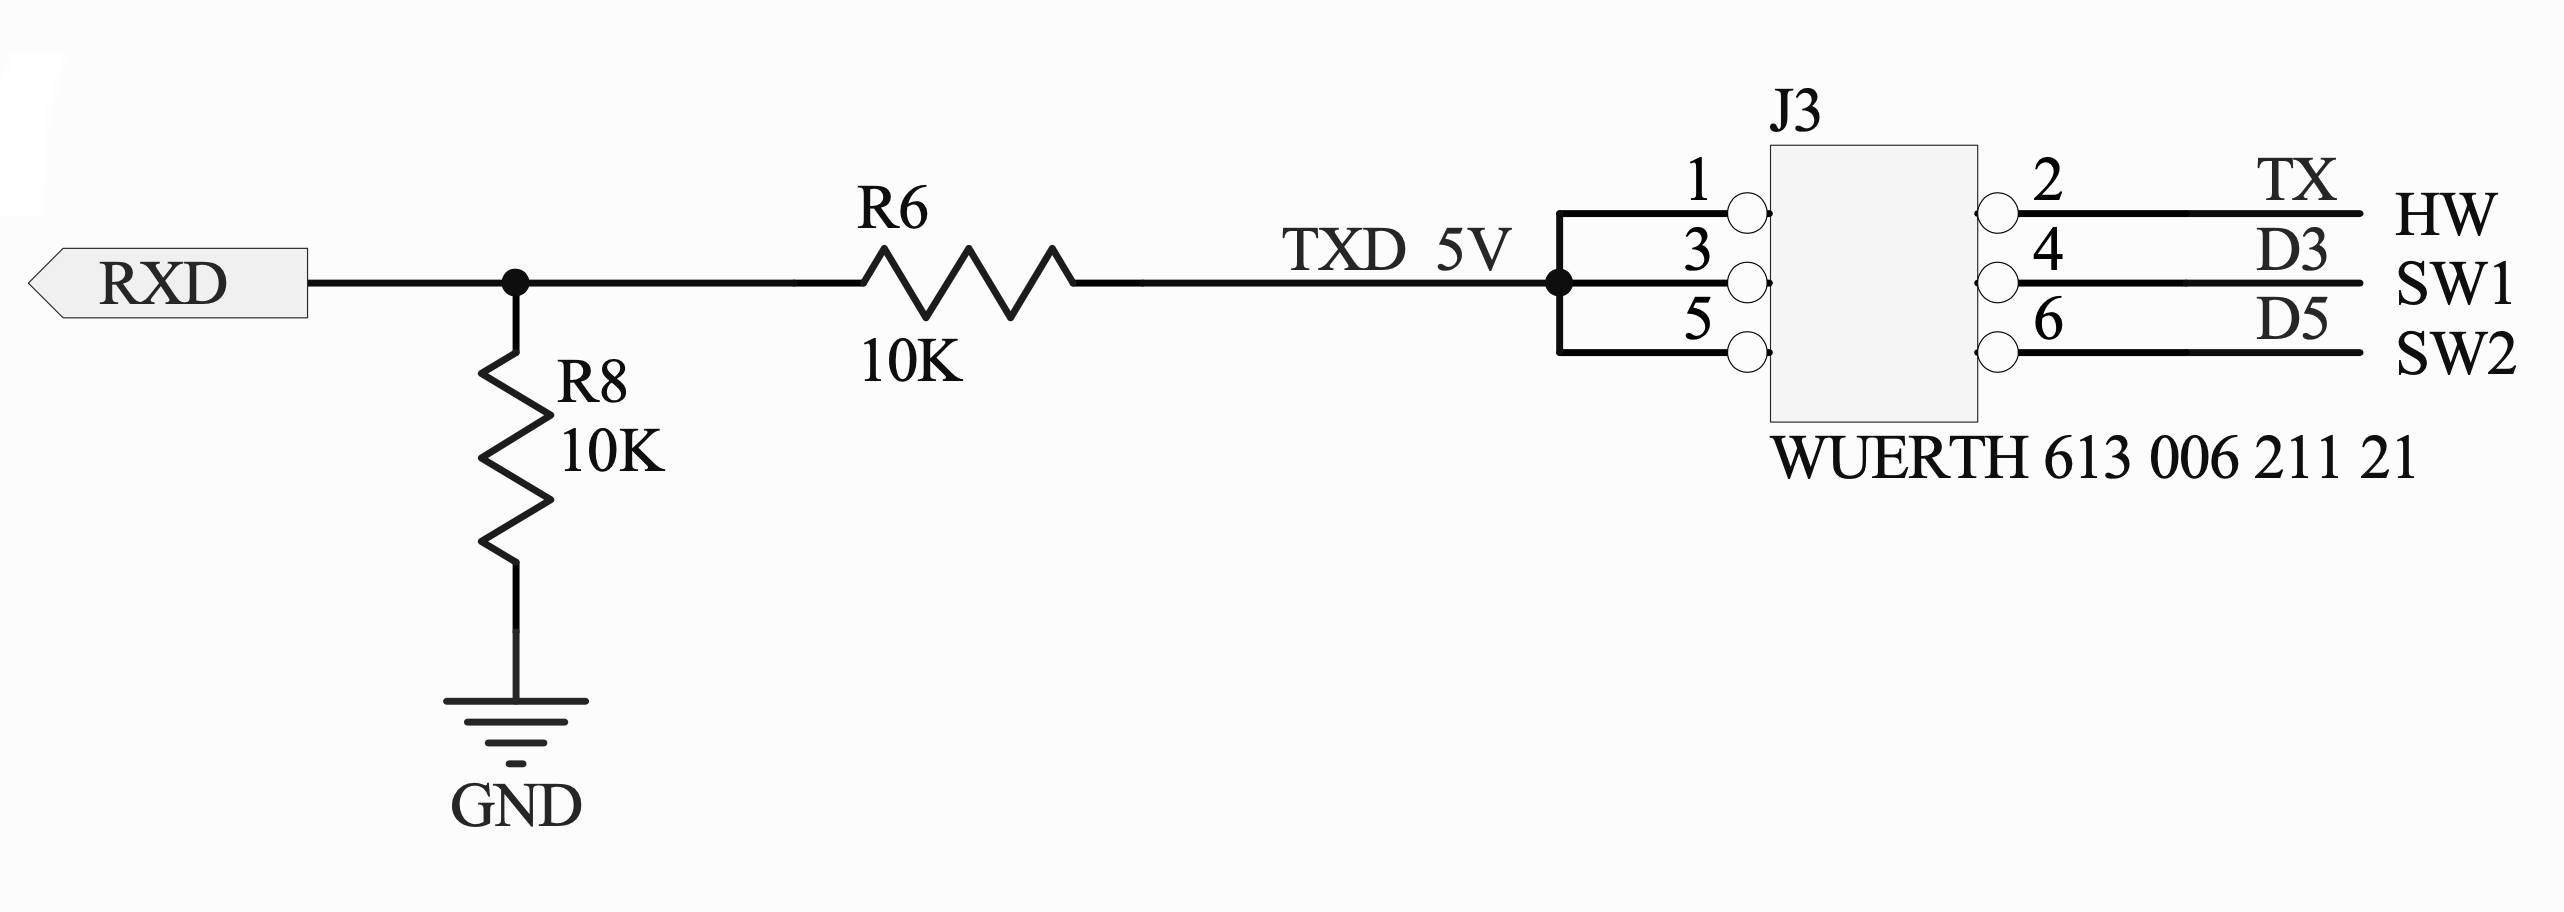 J3
1
2
TX
HW
R6
TXD 5V
3
4
D3
SW1
RXD
5
6
D5
SW2
10K
R8
10K
WUERTH 613 006 211 21
GND